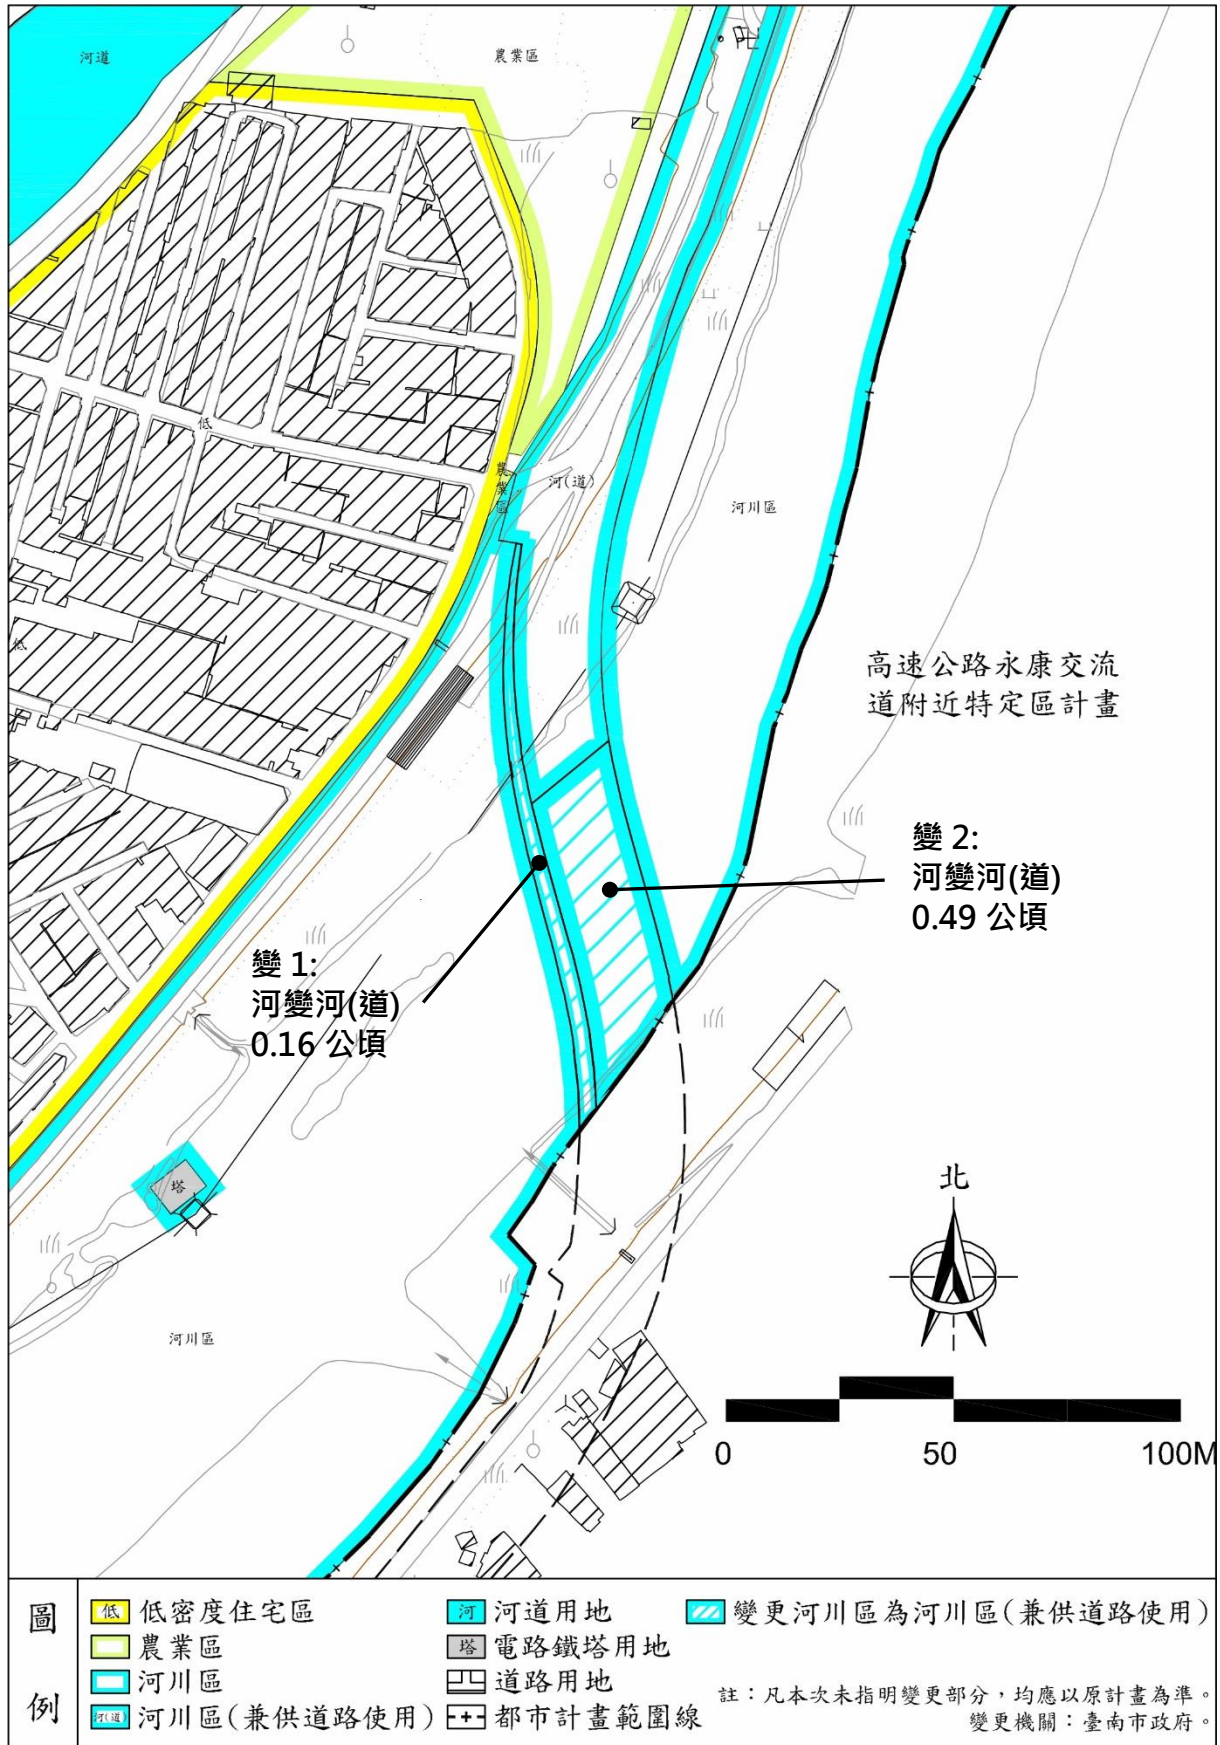 河道
農業區
低
農業區
河(道)
河川區
低
高速公路永康交流
道附近特定區計畫
變 2:
河變河(道)
0.49 公頃
變 1:
河變河(道)
0.16 公頃
塔
北
河川區
0 50 100M
圖例
低 低密度住宅區
農業區
河川區
河(道) 河川區(兼供道路使用)
河 河道用地
塔 電路鐵塔用地
道路用地
都市計畫範圍線
變更河川區為河川區(兼供道路使用)
註：凡本次未指明變更部分，均應以原計畫為準。
變更機關：臺南市政府。